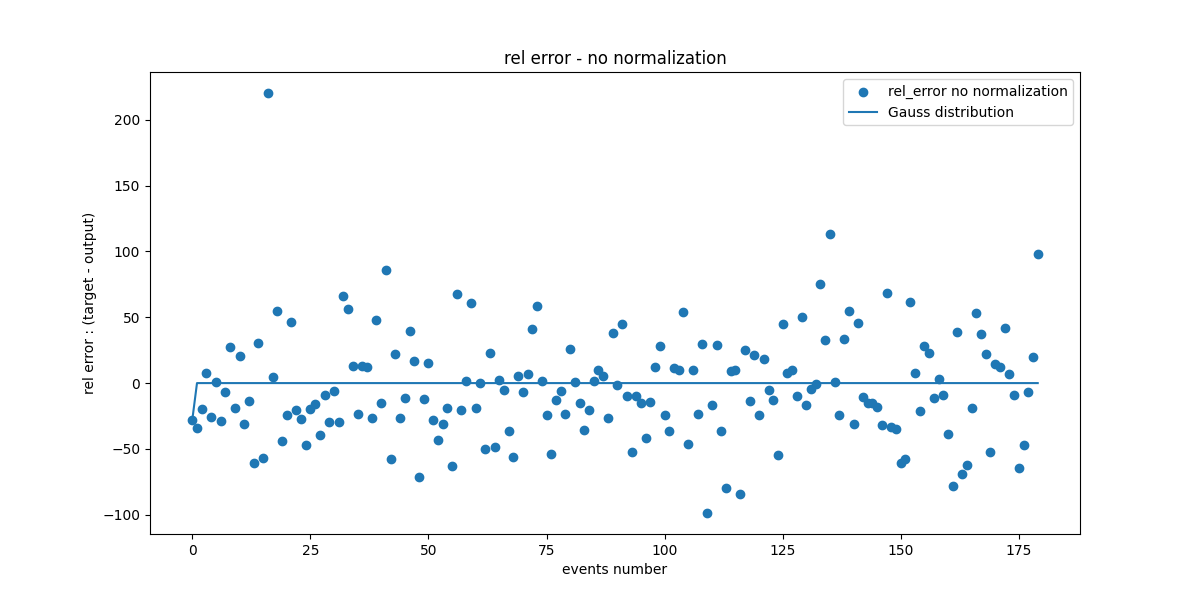 rel error - no normalization
rel_error no normalization
Gauss distribution
rel error : (target - output)
200
150
100
50
0
−50
−100
0 25 50 75 100 125 150 175
events number